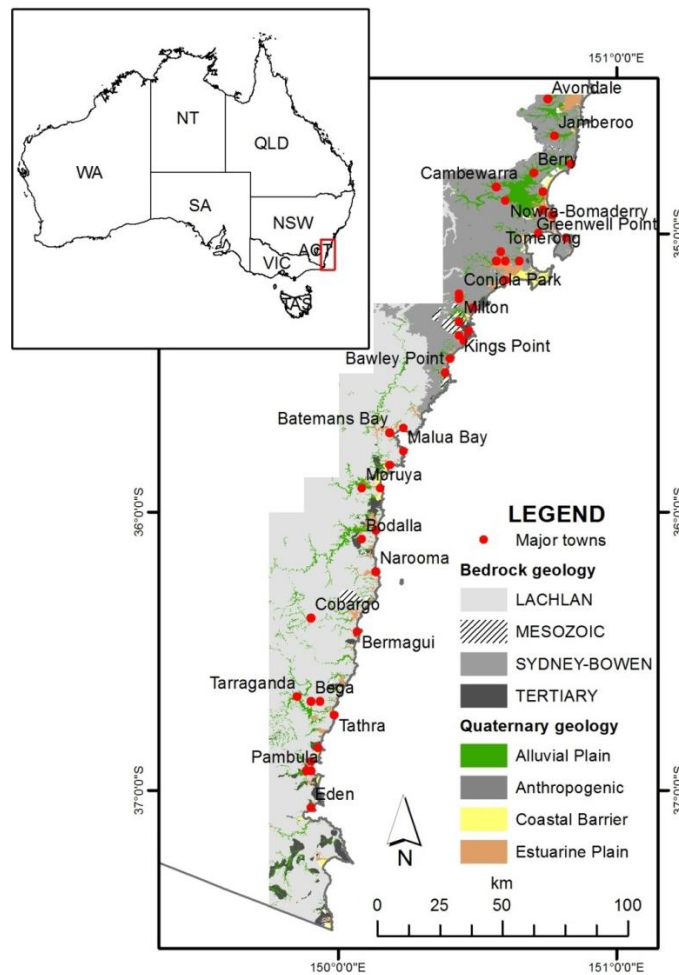 NT
WA
QLD
SA
NSW
ACT
VIC
TAS
151°0'0"E
Avondale
Jamberoo
Berry
Cambewarra
Nowra-Bomaderry
Greenwell Point
35°0'0"S
Tomerong
Conjola Park
Milton
Kings Point
Bawley Point
Batemans Bay
Malua Bay
Moruya
36°0'0"S
Bodalla
Narooma
Cobargo
Bermagui
Tarraganda
Bega
Tathra
Pambula
Eden
37°0'0"S
LEGEND
Major towns
Bedrock geology
LACHLAN
MESOZOIC
SYDNEY-BOWEN
TERTIARY
Quaternary geology
Alluvial Plain
Anthropogenic
Coastal Barrier
Estuarine Plain
N
km
0 25 50 100
150°0'0"E
151°0'0"E